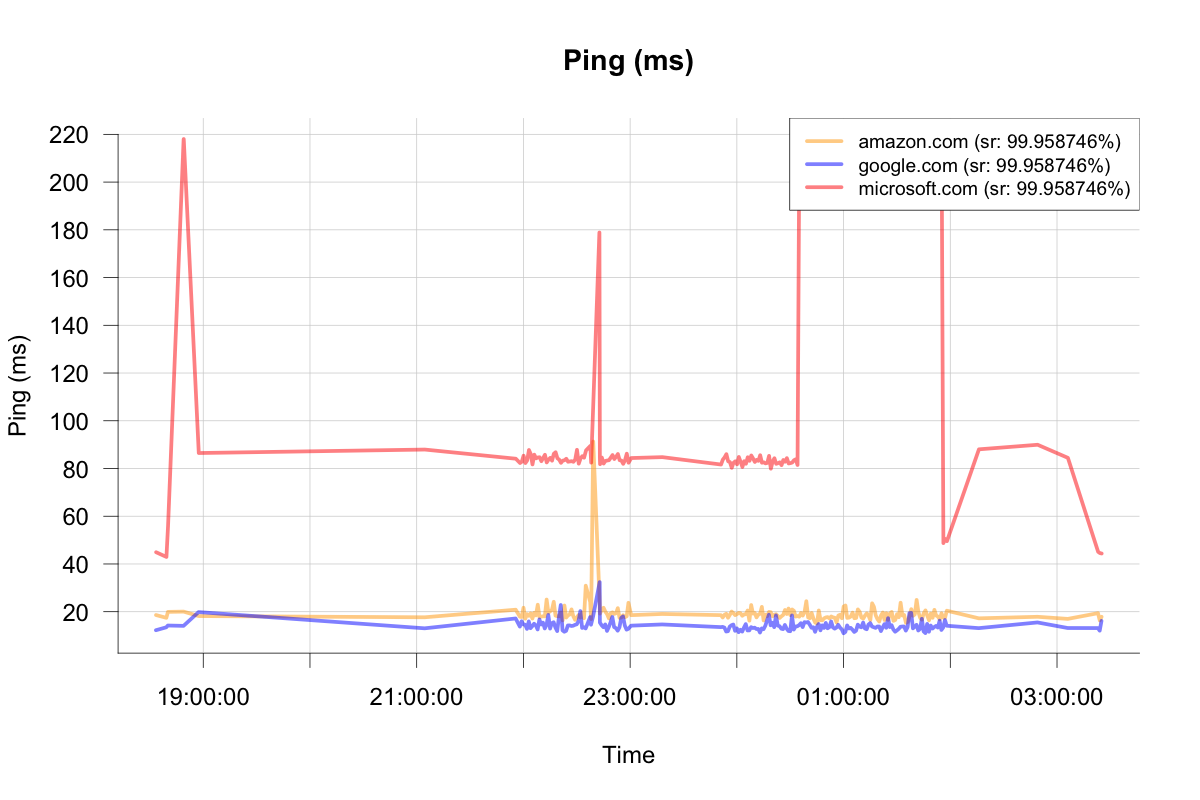 Ping (ms)
220
200
180
160
140
120
100
80
60
40
20
Ping (ms)
amazon.com (sr: 99.958746%)
google.com (sr: 99.958746%)
microsoft.com (sr: 99.958746%)
19:00:00
21:00:00
23:00:00
01:00:00
03:00:00
Time